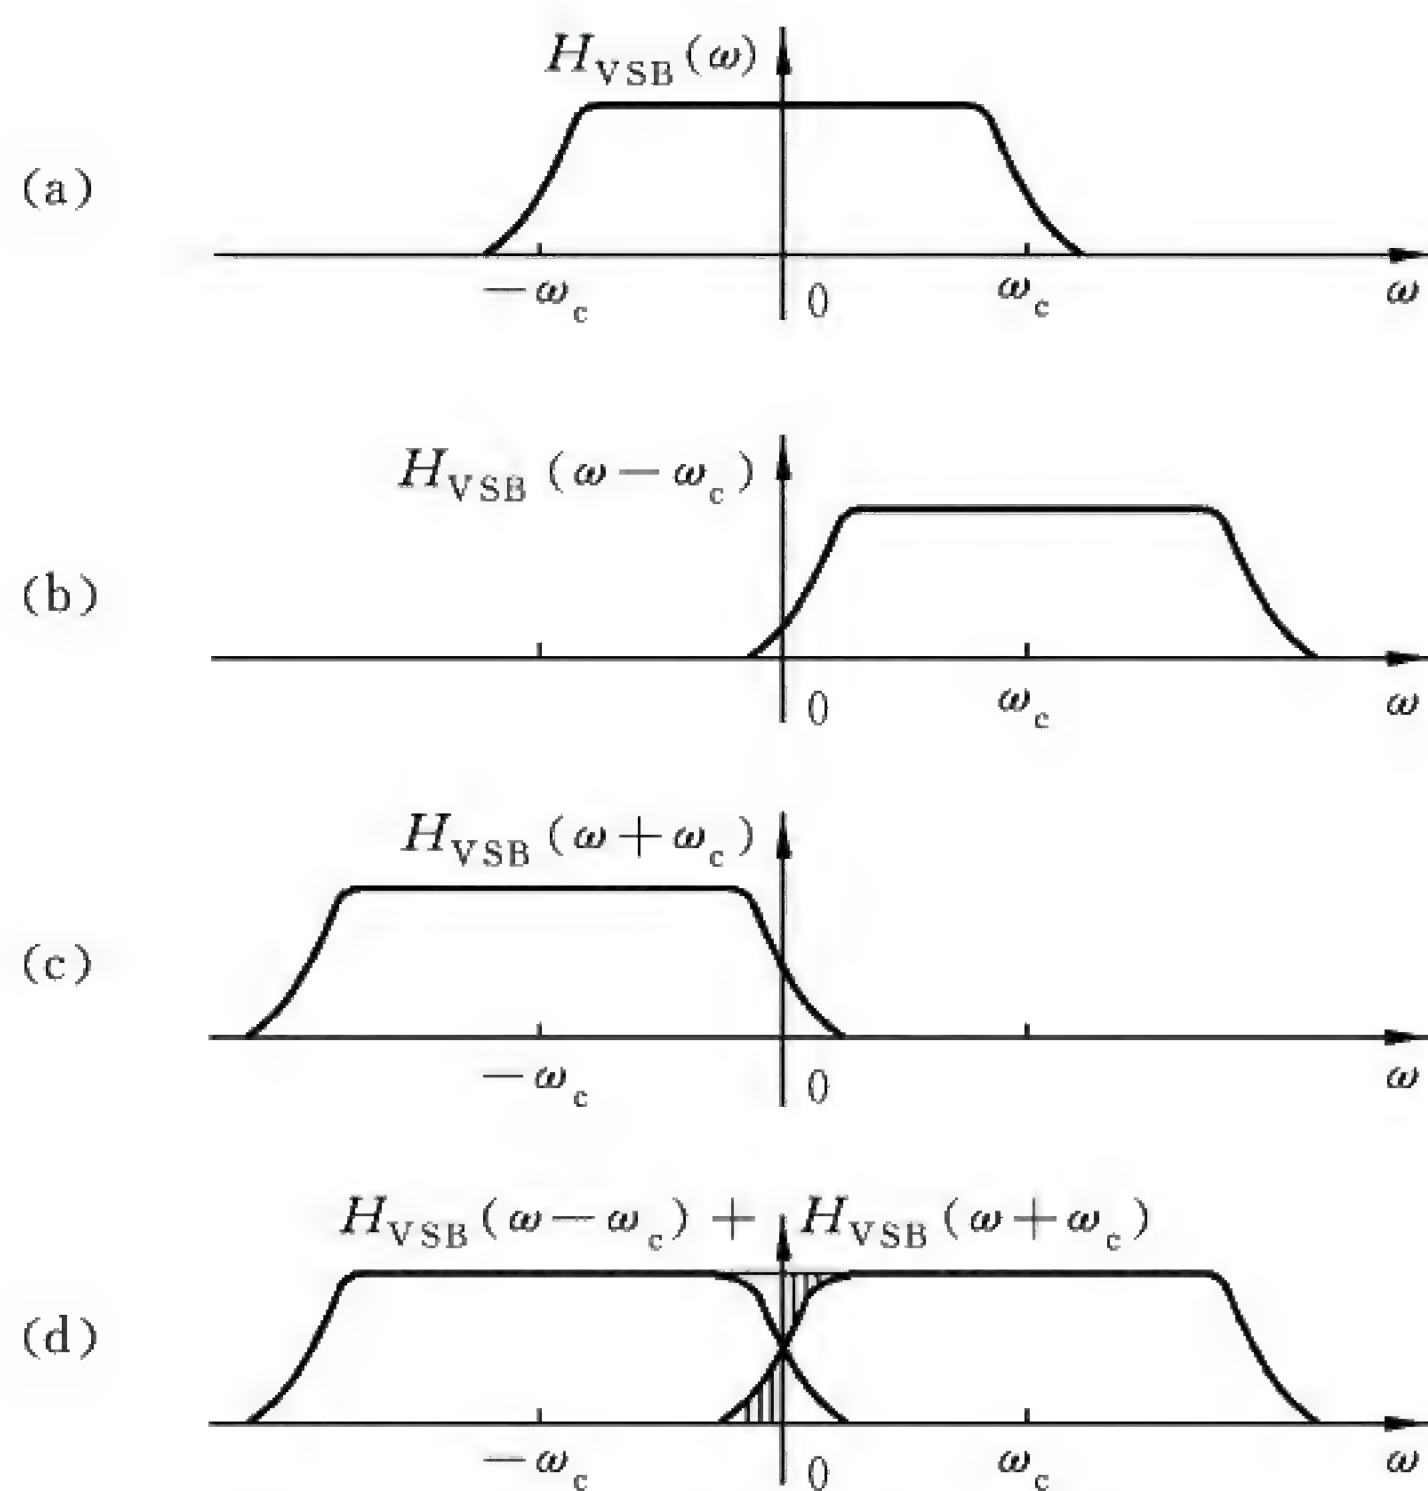 H_VSB(ω)
(a)
−ω_c 0 ω_c ω
H_VSB(ω−ω_c)
(b)
0 ω_c ω
H_VSB(ω+ω_c)
(c)
−ω_c 0 ω
H_VSB(ω−ω_c)+H_VSB(ω+ω_c)
(d)
−ω_c 0 ω_c ω